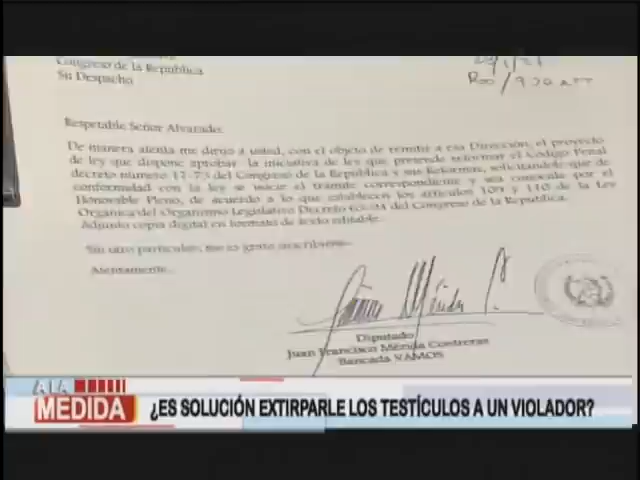 Congreso de la República
Su Despacho
Respetable Señor Alvarado:
De manera atenta me dirijo a usted, con el objeto de remitir a esa Dirección, el proyecto
de ley que dispone aprobar la iniciativa de ley que pretende reformar el Código Penal
decreto número 17-73 del Congreso de la República y sus Reformas, solicitándole que de
conformidad con la ley se inicie el trámite correspondiente y sea conocida por el
Honorable Pleno, de acuerdo a lo que establecen los artículos 109 y 110 de la Ley
Orgánica del Organismo Legislativo Decreto 63-94 del Congreso de la República.
Adjunto copia digital en formato de texto editable.
Sin otro particular, me es grato suscribirme.
Atentamente,
Diputado
Juan Francisco Mérida Contreras
Bancada VAMOS
A LA
MEDIDA
¿ES SOLUCIÓN EXTIRPARLE LOS TESTÍCULOS A UN VIOLADOR?